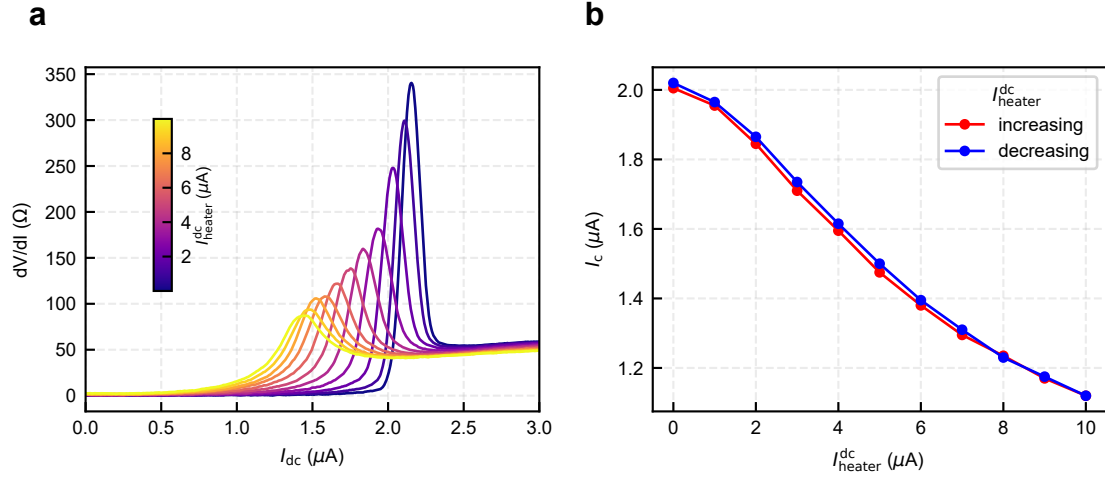 a
dV/dI (Ω)
350
300
250
200
150
100
50
0
8
6
4
2
I_heater^dc (μA)
0.0 0.5 1.0 1.5 2.0 2.5 3.0
I_dc (μA)
b
I_c (μA)
2.0
1.8
1.6
1.4
1.2
I_heater^dc
increasing
decreasing
0 2 4 6 8 10
I_heater^dc (μA)